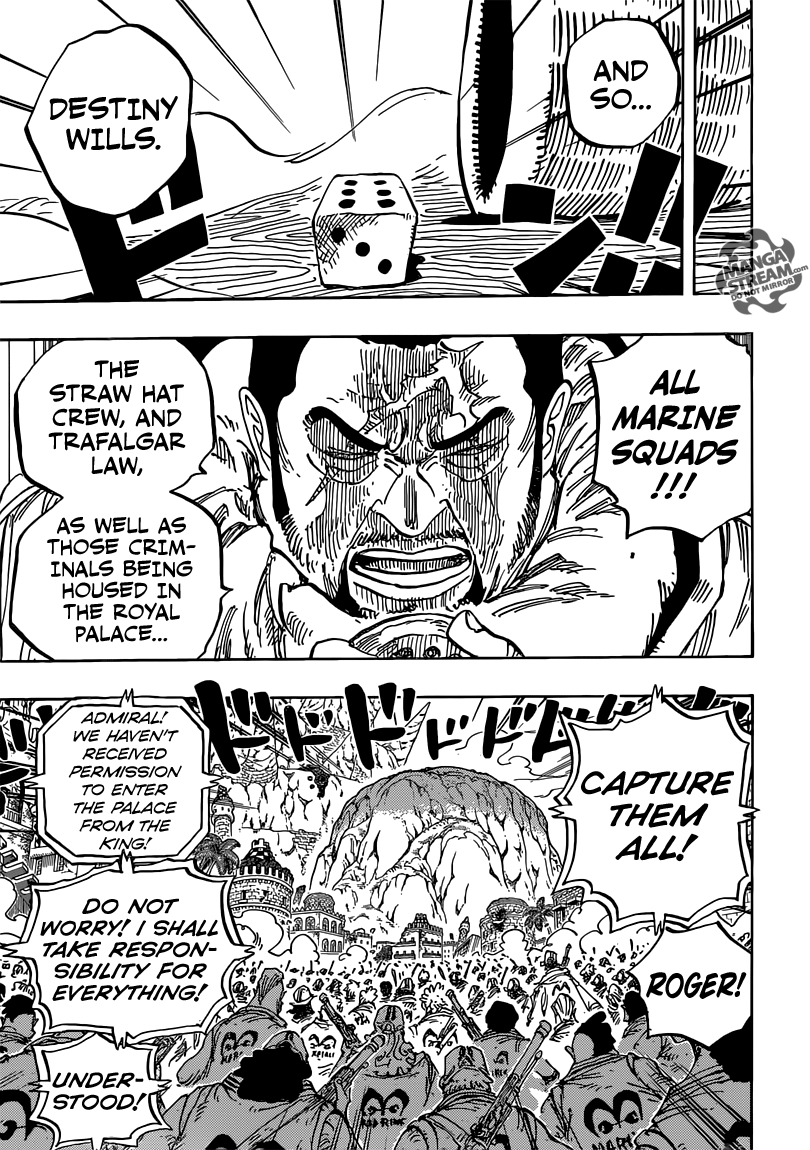 AND
SO...
DESTINY
WILLS.
MANGA
STREAM.com
DO NOT MIRROR
ALL
MARINE
SQUADS
!!!
THE
STRAW HAT
CREW, AND
TRAFALGAR
LAW,
AS WELL AS
THOSE CRIM-
INALS BEING
HOUSED IN
THE ROYAL
PALACE...
ドドドドドド
CAPTURE
THEM
ALL!
ROGER!
ADMIRAL!
WE HAVEN'T
RECEIVED
PERMISSION
TO ENTER
THE PALACE
FROM THE
KING!
DO NOT
WORRY! I SHALL
TAKE RESPON-
SIBILITY FOR
EVERYTHING!
UNDER-
STOOD!
MARINE